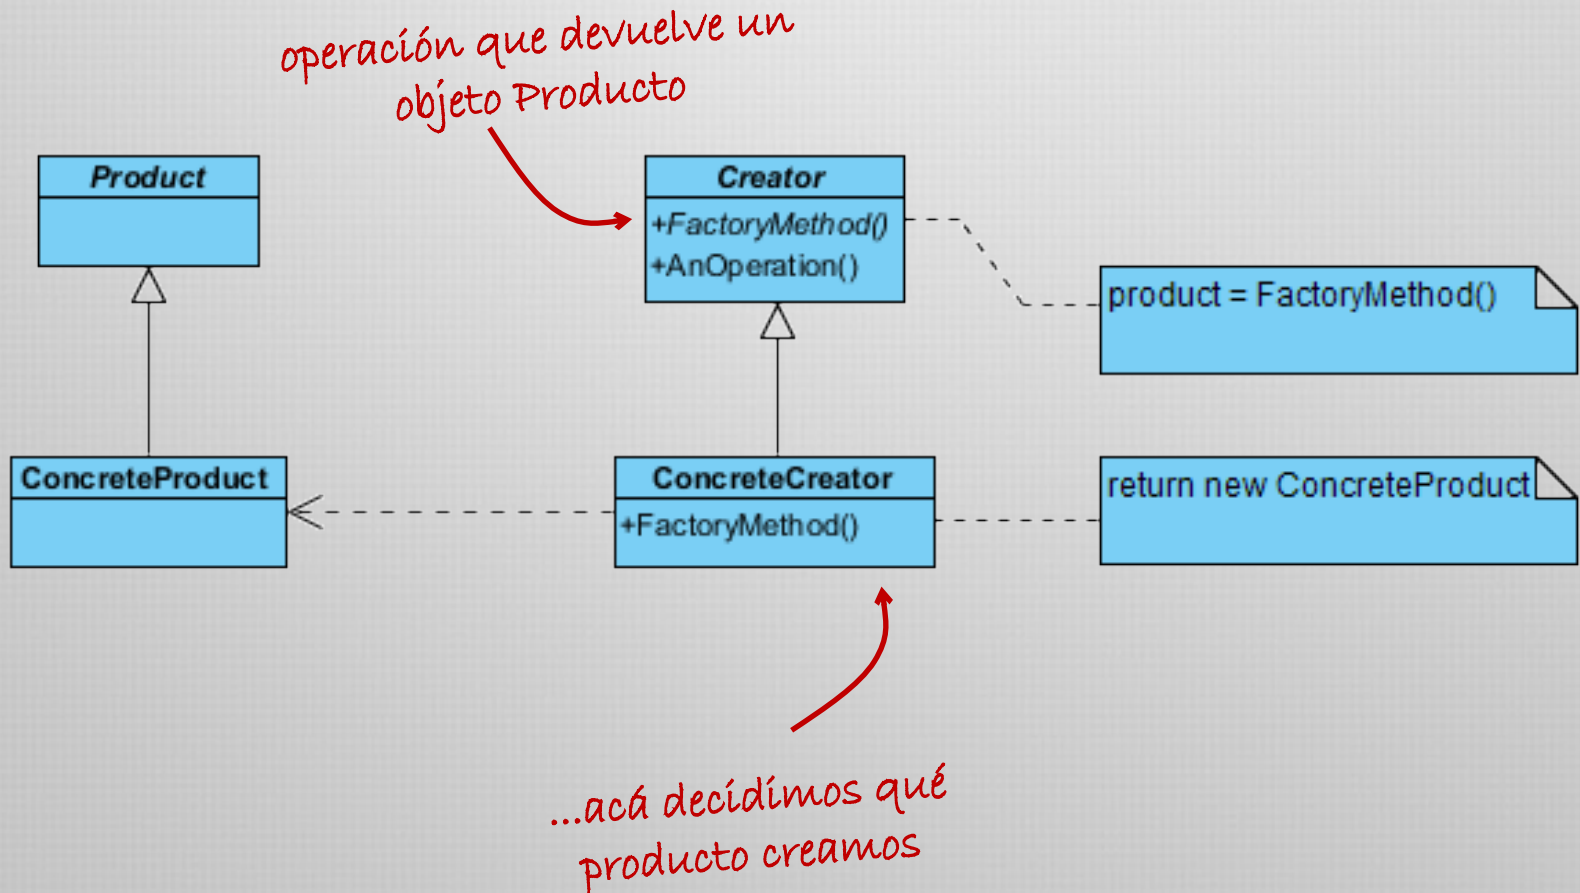 operación que devuelve un
objeto Producto
Product
Creator
+FactoryMethod()
+AnOperation()
product = FactoryMethod()
ConcreteProduct
ConcreteCreator
+FactoryMethod()
return new ConcreteProduct
...acá decidimos qué
producto creamos